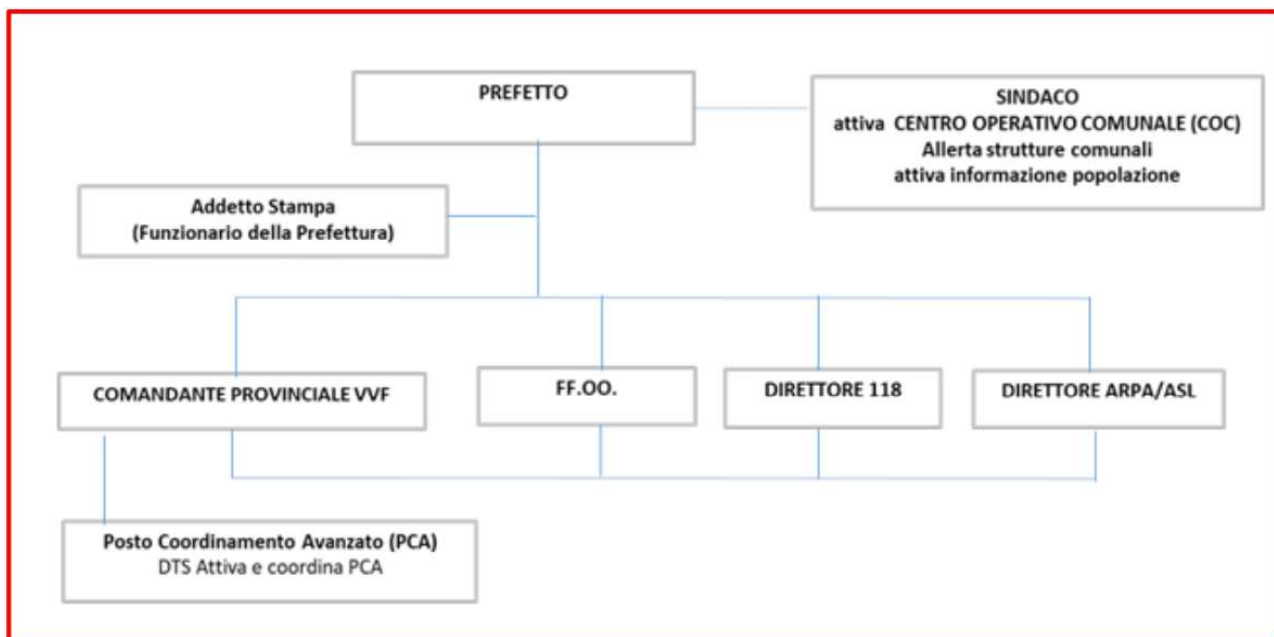 PREFETTO
SINDACO
attiva CENTRO OPERATIVO COMUNALE (COC)
Allerta strutture comunali
attiva informazione popolazione
Addetto Stampa
(Funzionario della Prefettura)
COMANDANTE PROVINCIALE VVF
FF.OO.
DIRETTORE 118
DIRETTORE ARPA/ASL
Posto Coordinamento Avanzato (PCA)
DTS Attiva e coordina PCA